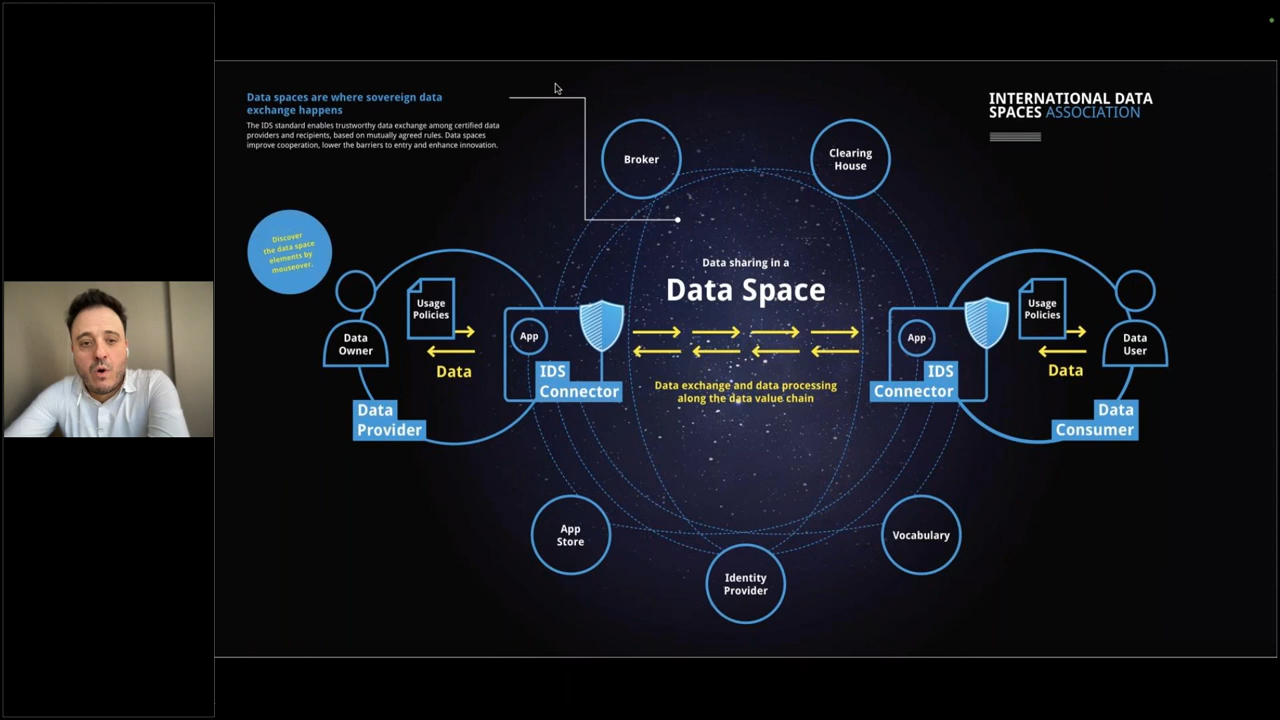 Data spaces are where sovereign data
exchange happens
The IDS standard enables trustworthy data exchange among certified data
providers and recipients, based on mutually agreed rules. Data spaces
improve cooperation, lower the barriers to entry and enhance innovation.
INTERNATIONAL DATA
SPACES ASSOCIATION
Broker
Clearing
House
Discover
the data space
elements by
mouseover.
Data sharing in a
Data Space
Data exchange and data processing
along the data value chain
Data
Owner
Usage
Policies
Data
App
IDS
Connector
Data
Provider
App
IDS
Connector
Usage
Policies
Data
Data
User
Data
Consumer
App
Store
Identity
Provider
Vocabulary